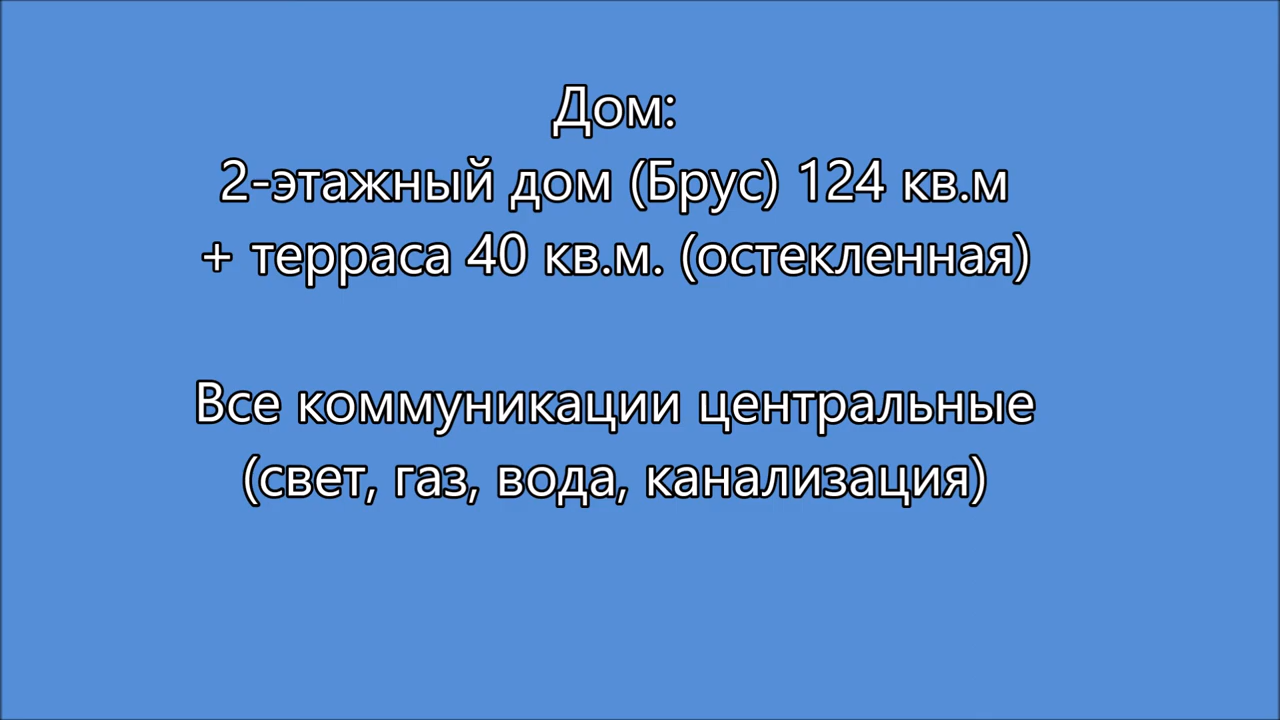 Дом:
2-этажный дом (Брус) 124 кв.м
+ терраса 40 кв.м. (остекленная)
Все коммуникации центральные
(свет, газ, вода, канализация)